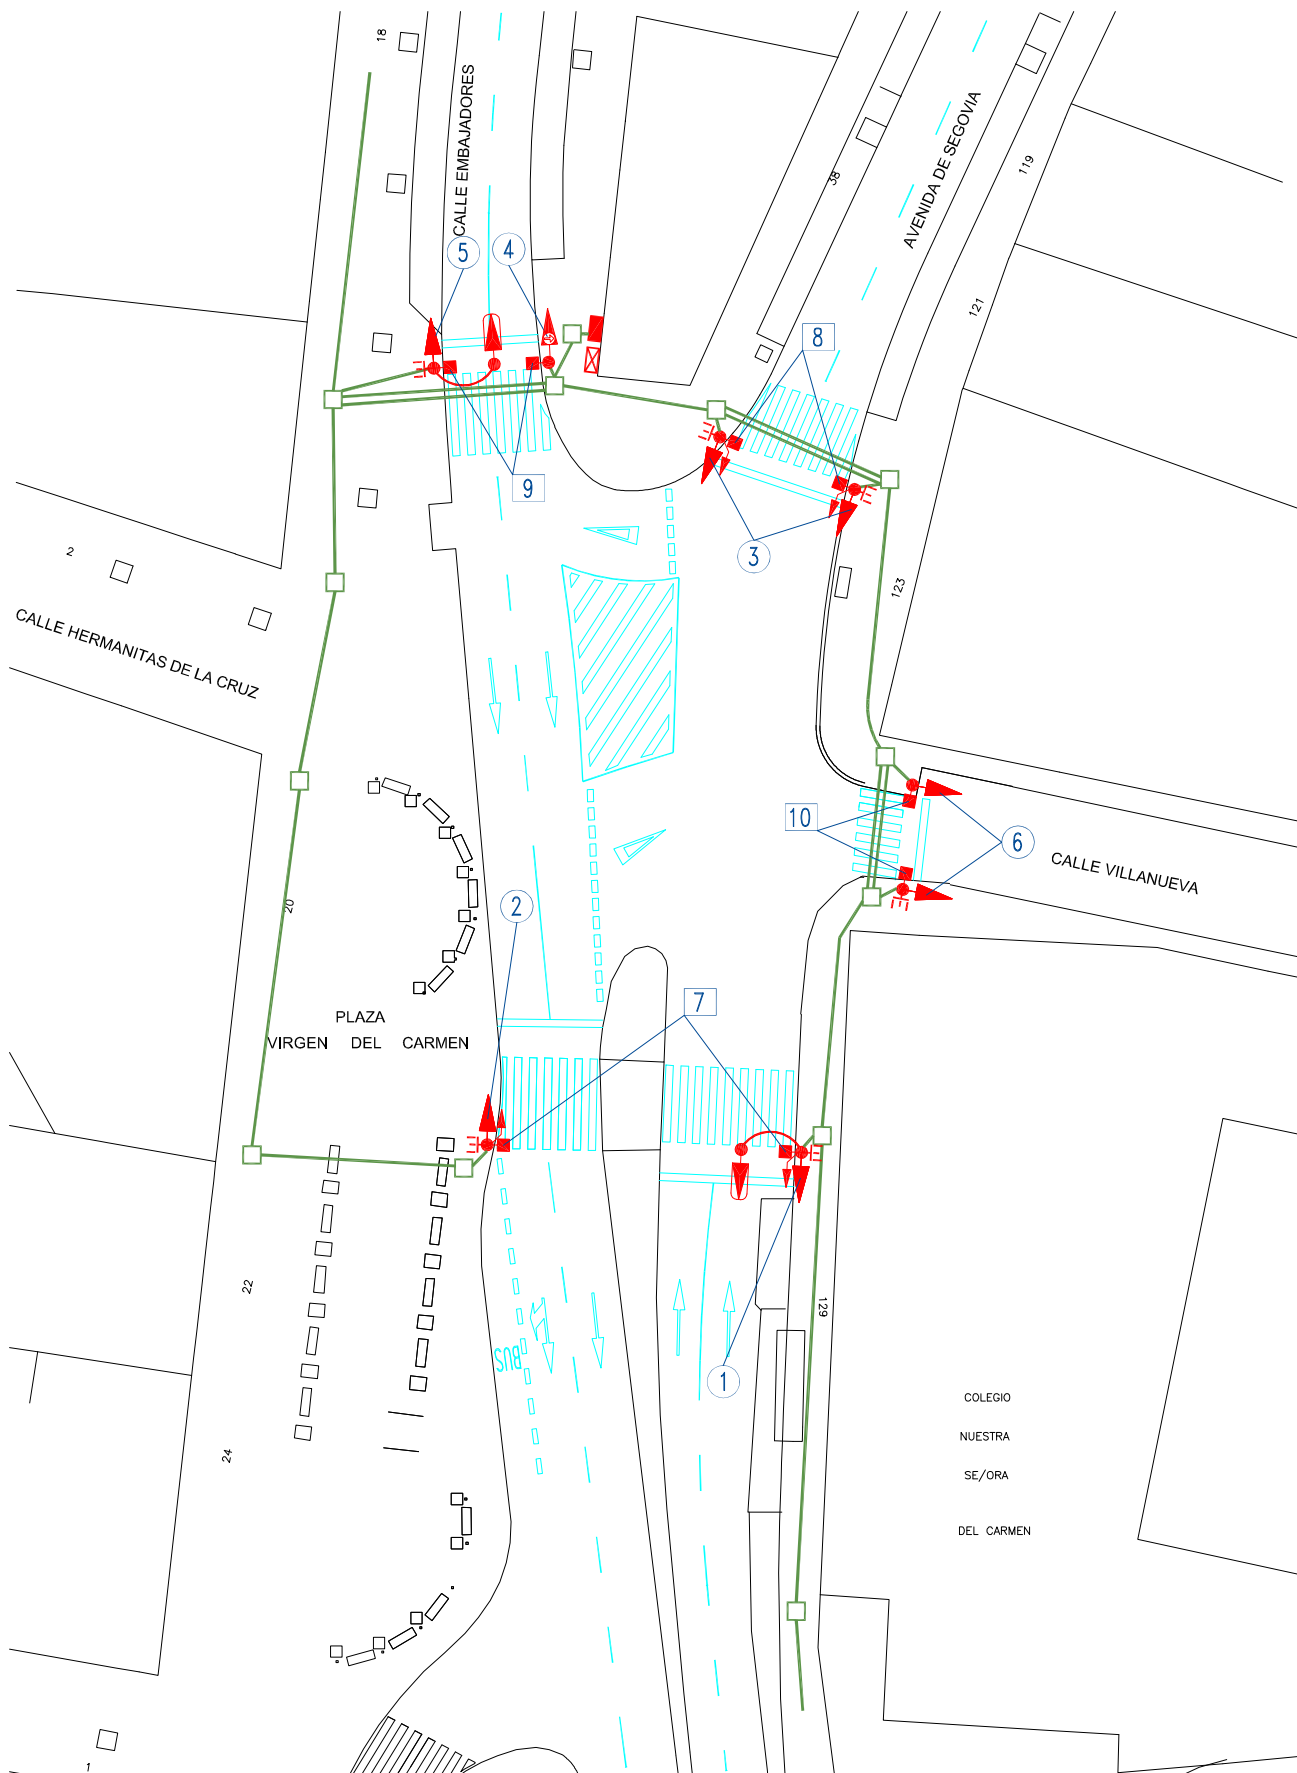 18
CALLE EMBAJADORES
AVENIDA DE SEGOVIA
119
38
5
4
121
8
9
3
2
123
CALLE HERMANITAS DE LA CRUZ
10
6
CALLE VILLANUEVA
20
2
7
PLAZA
VIRGEN DEL CARMEN
22
129
BUS
1
COLEGIO
NUESTRA
24
SE/ORA
DEL CARMEN
1